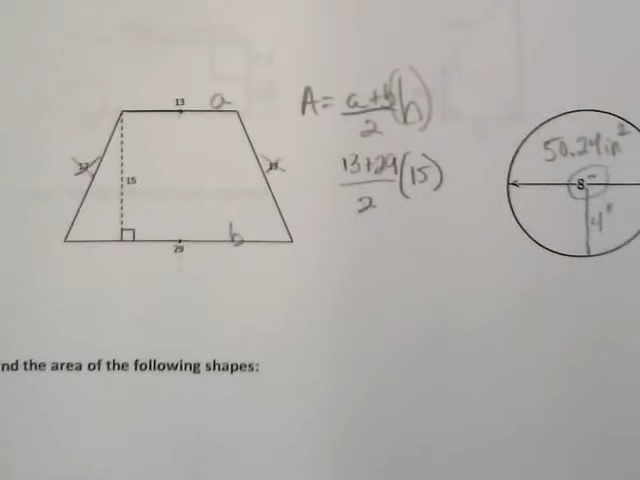 13
a
A = a+b/2 (h)
15
13+29/2 (15)
b
29
50.24in²
8"
4"
nd the area of the following shapes: